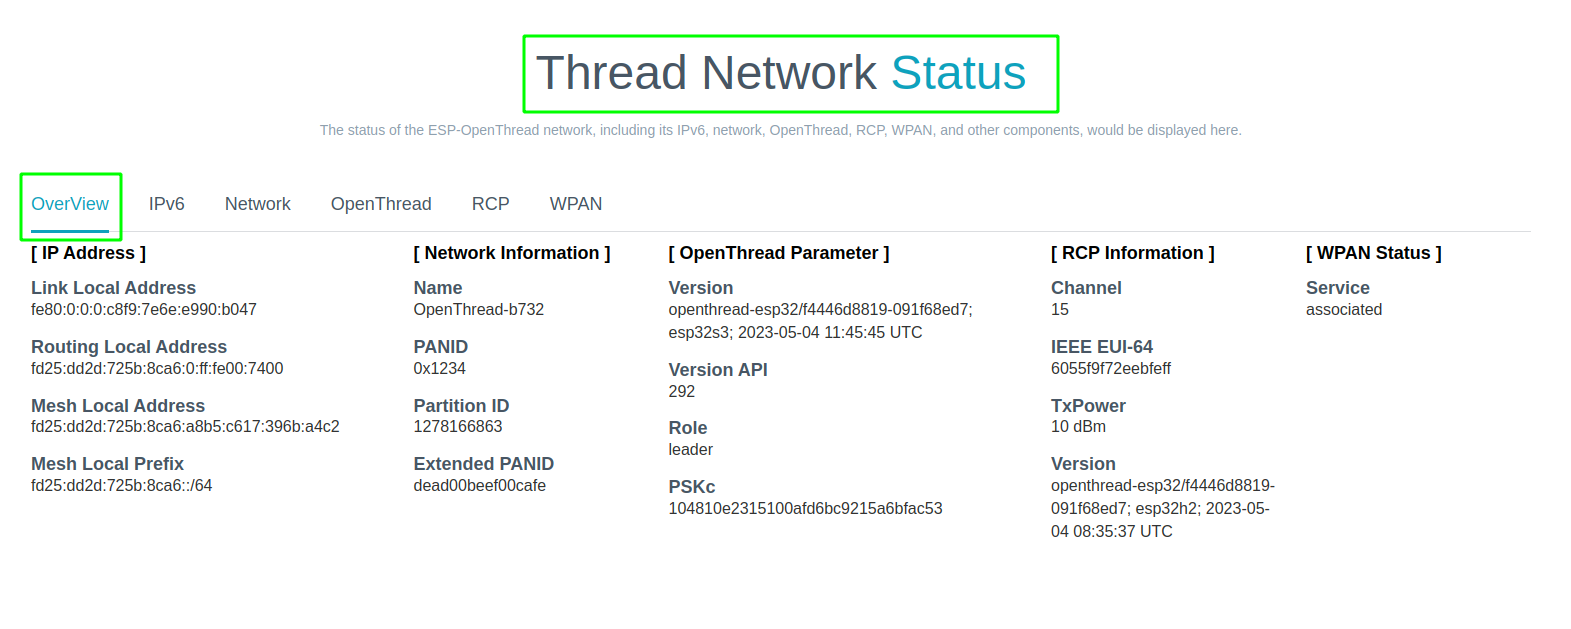 Thread Network Status
The status of the ESP-OpenThread network, including its IPv6, network, OpenThread, RCP, WPAN, and other components, would be displayed here.
OverView IPv6 Network OpenThread RCP WPAN
[ IP Address ]
Link Local Address
fe80:0:0:0:c8f9:7e6e:e990:b047
Routing Local Address
fd25:dd2d:725b:8ca6:0:ff:fe00:7400
Mesh Local Address
fd25:dd2d:725b:8ca6:a8b5:c617:396b:a4c2
Mesh Local Prefix
fd25:dd2d:725b:8ca6::/64
[ Network Information ]
Name
OpenThread-b732
PANID
0x1234
Partition ID
1278166863
Extended PANID
dead00beef00cafe
[ OpenThread Parameter ]
Version
openthread-esp32/f4446d8819-091f68ed7;
esp32s3; 2023-05-04 11:45:45 UTC
Version API
292
Role
leader
PSKc
104810e2315100afd6bc9215a6bfac53
[ RCP Information ]
Channel
15
IEEE EUI-64
6055f9f72eebfeff
TxPower
10 dBm
Version
openthread-esp32/f4446d8819-
091f68ed7; esp32h2; 2023-05-
04 08:35:37 UTC
[ WPAN Status ]
Service
associated